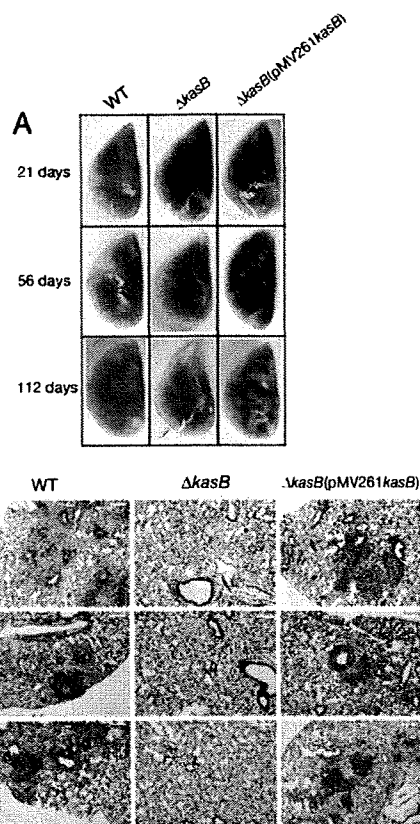 WT ΔkasB ΔkasB(pMV261kasB)
A
21 days
56 days
112 days
WT ΔkasB ΔkasB(pMV261kasB)